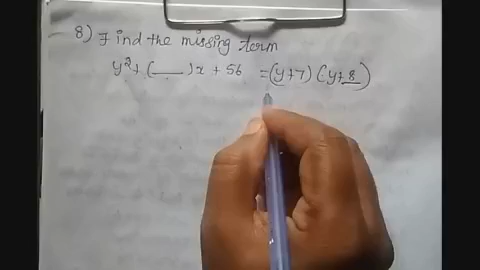 8) Find the missing term
y²+(___)x + 56 =(y+7)(y+8)